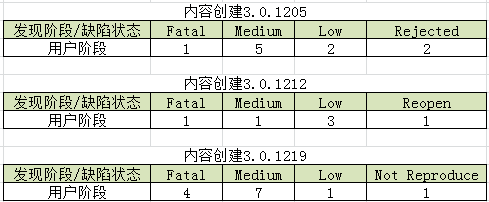 内容创建3.0.1205
发现阶段/缺陷状态 Fatal Medium Low Rejected
用户阶段 1 5 2 2
内容创建3.0.1212
发现阶段/缺陷状态 Fatal Medium Low Reopen
用户阶段 1 1 3 1
内容创建3.0.1219
发现阶段/缺陷状态 Fatal Medium Low Not Reproduce
用户阶段 4 7 1 1